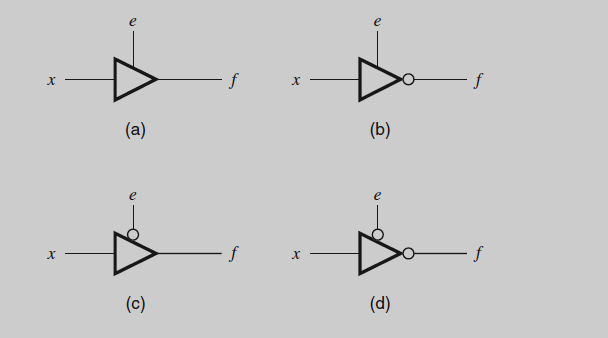 e e
x f x f
(a) (b)
e e
x f x f
(c) (d)